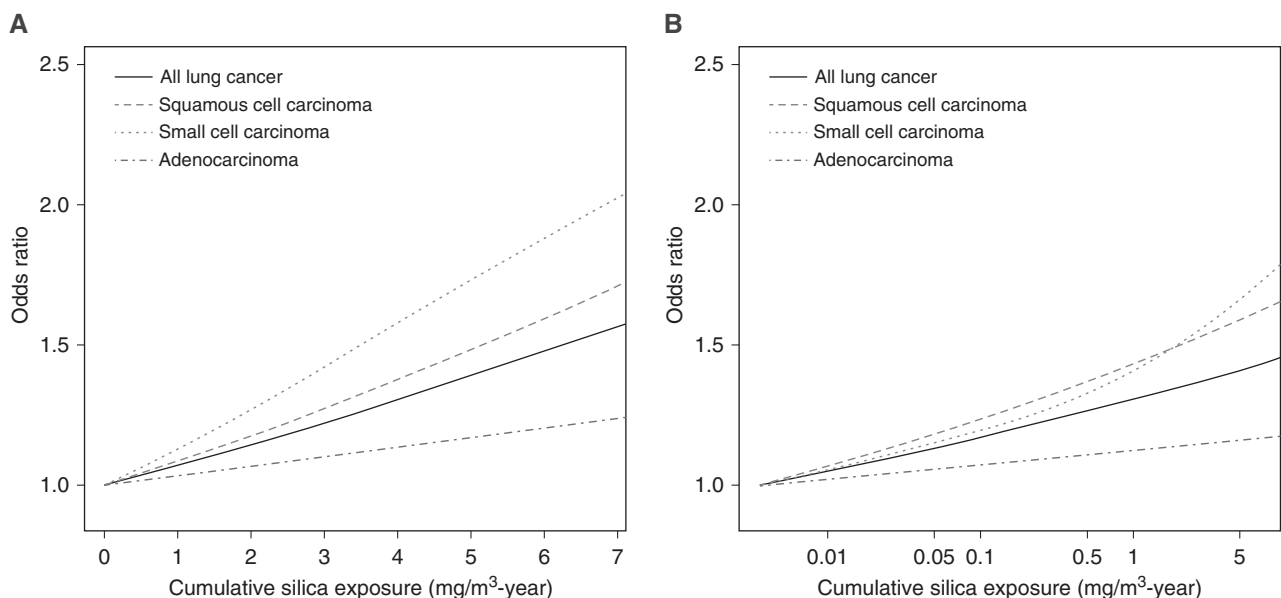 A
2.5
2.0
1.5
1.0
Odds ratio
All lung cancer
Squamous cell carcinoma
Small cell carcinoma
Adenocarcinoma
0 1 2 3 4 5 6 7
Cumulative silica exposure (mg/m³-year)
B
2.5
2.0
1.5
1.0
Odds ratio
All lung cancer
Squamous cell carcinoma
Small cell carcinoma
Adenocarcinoma
0.01 0.05 0.1 0.5 1 5
Cumulative silica exposure (mg/m³-year)